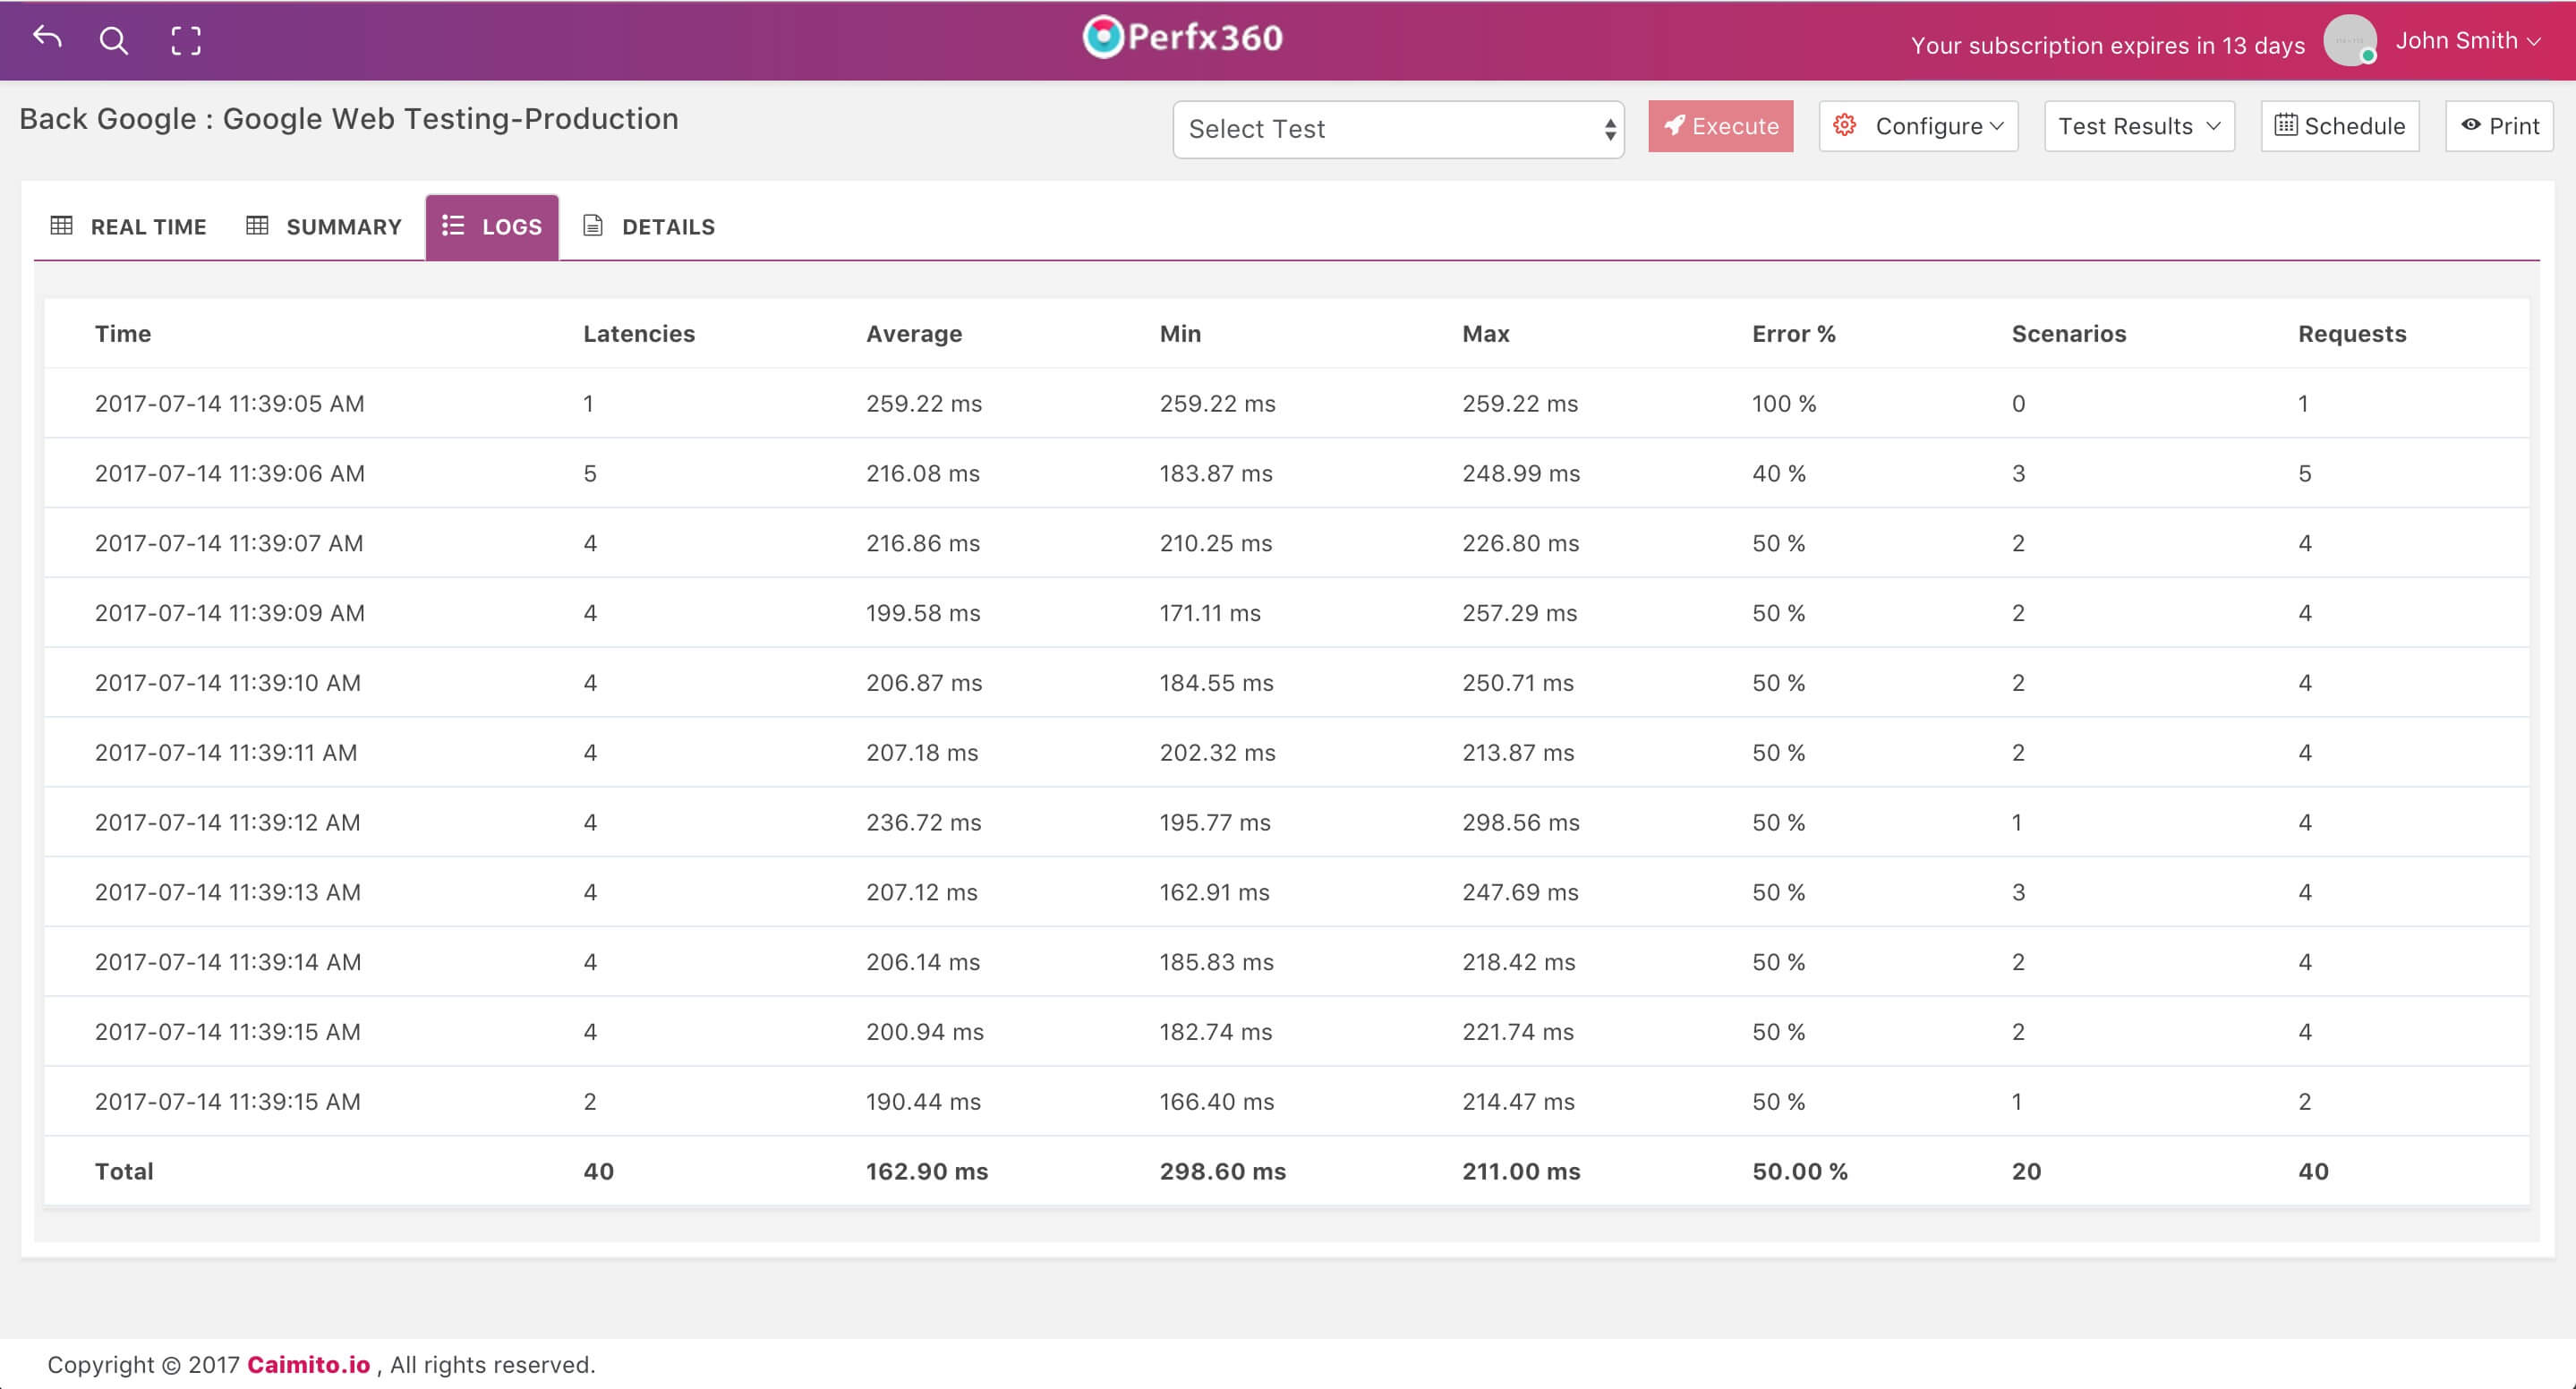 Perfx360
Your subscription expires in 13 days
John Smith
Back Google : Google Web Testing-Production
Select Test
Execute
Configure
Test Results
Schedule
Print
REAL TIME SUMMARY LOGS DETAILS
Time Latencies Average Min Max Error % Scenarios Requests
2017-07-14 11:39:05 AM 1 259.22 ms 259.22 ms 259.22 ms 100 % 0 1
2017-07-14 11:39:06 AM 5 216.08 ms 183.87 ms 248.99 ms 40 % 3 5
2017-07-14 11:39:07 AM 4 216.86 ms 210.25 ms 226.80 ms 50 % 2 4
2017-07-14 11:39:09 AM 4 199.58 ms 171.11 ms 257.29 ms 50 % 2 4
2017-07-14 11:39:10 AM 4 206.87 ms 184.55 ms 250.71 ms 50 % 2 4
2017-07-14 11:39:11 AM 4 207.18 ms 202.32 ms 213.87 ms 50 % 2 4
2017-07-14 11:39:12 AM 4 236.72 ms 195.77 ms 298.56 ms 50 % 1 4
2017-07-14 11:39:13 AM 4 207.12 ms 162.91 ms 247.69 ms 50 % 3 4
2017-07-14 11:39:14 AM 4 206.14 ms 185.83 ms 218.42 ms 50 % 2 4
2017-07-14 11:39:15 AM 4 200.94 ms 182.74 ms 221.74 ms 50 % 2 4
2017-07-14 11:39:15 AM 2 190.44 ms 166.40 ms 214.47 ms 50 % 1 2
Total 40 162.90 ms 298.60 ms 211.00 ms 50.00 % 20 40
Copyright © 2017 Caimito.io , All rights reserved.